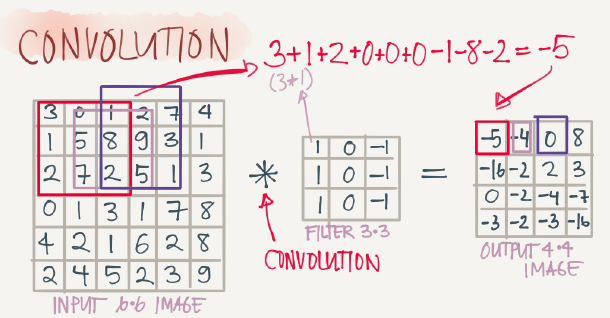 CONVOLUTION
3+1+2+0+0+0-1-8-2 = -5
(3*1)
3 0 1 2 7 4
1 5 8 9 3 1
2 7 2 5 1 3
0 1 3 1 7 8
4 2 1 6 2 8
2 4 5 2 3 9
INPUT 6·6 IMAGE
*
CONVOLUTION
1 0 -1
1 0 -1
1 0 -1
FILTER 3·3
=
-5 -4 0 8
-16 -2 2 3
0 -2 -4 -7
-3 -2 -3 -16
OUTPUT 4·4
IMAGE